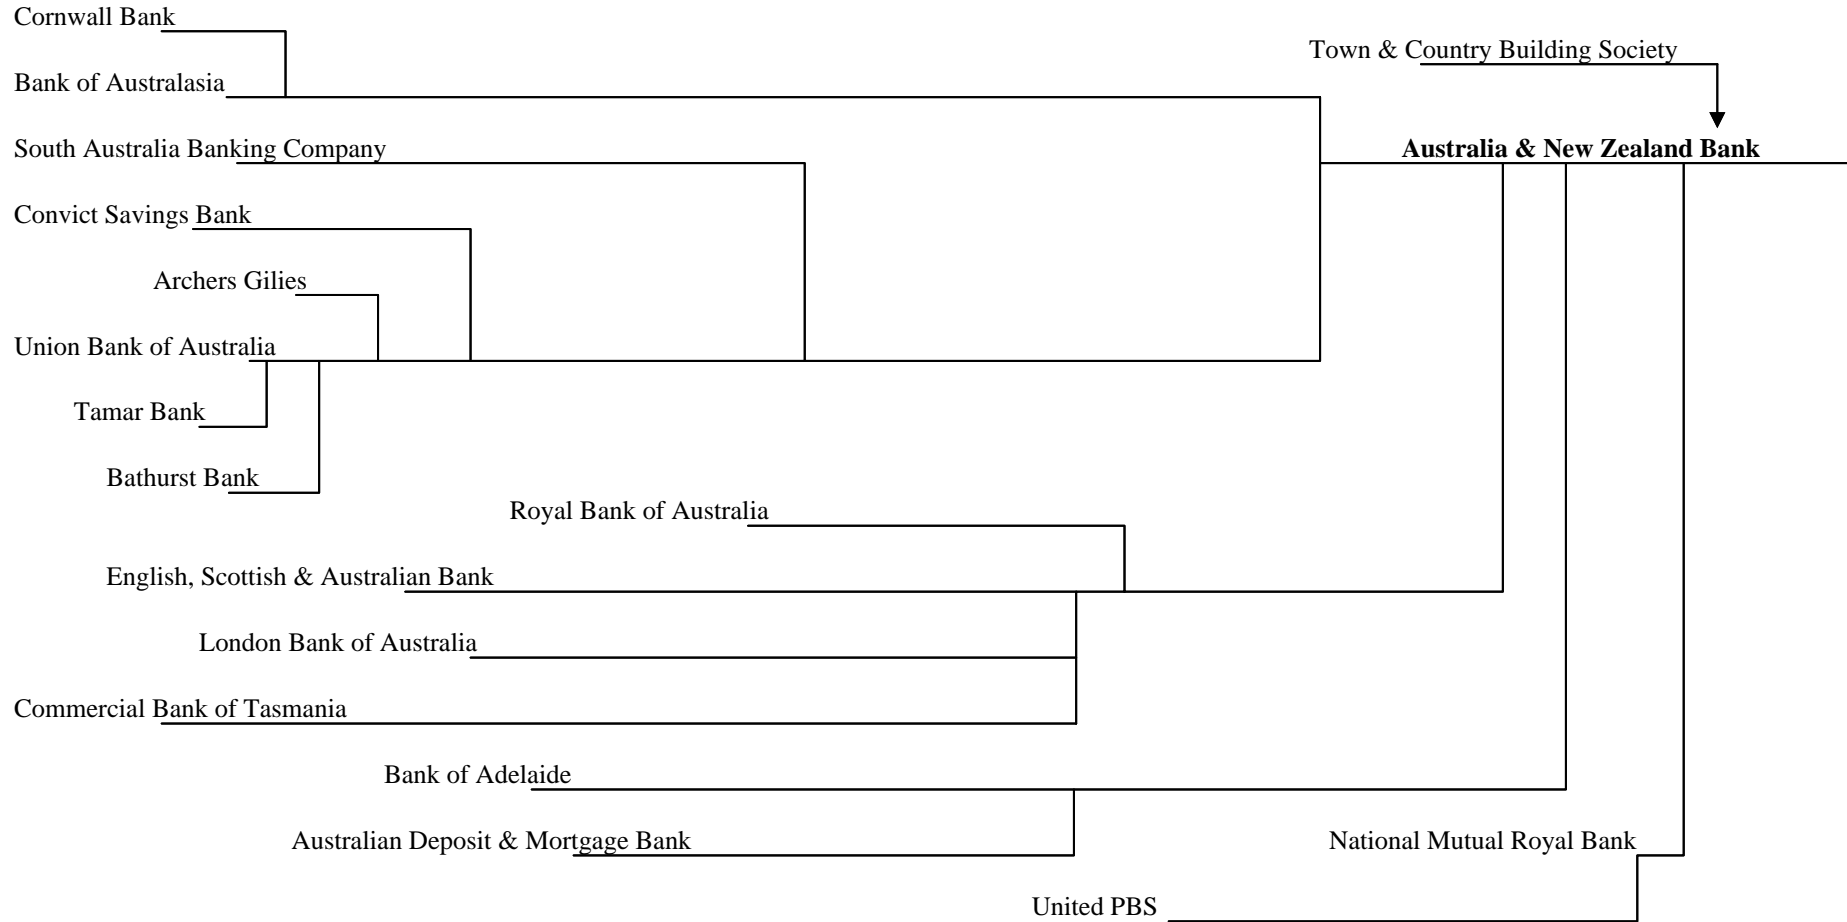 Cornwall Bank
Town & Country Building Society
Bank of Australasia
South Australia Banking Company
Australia & New Zealand Bank
Convict Savings Bank
Archers Gilies
Union Bank of Australia
Tamar Bank
Bathurst Bank
Royal Bank of Australia
English, Scottish & Australian Bank
London Bank of Australia
Commercial Bank of Tasmania
Bank of Adelaide
Australian Deposit & Mortgage Bank
National Mutual Royal Bank
United PBS